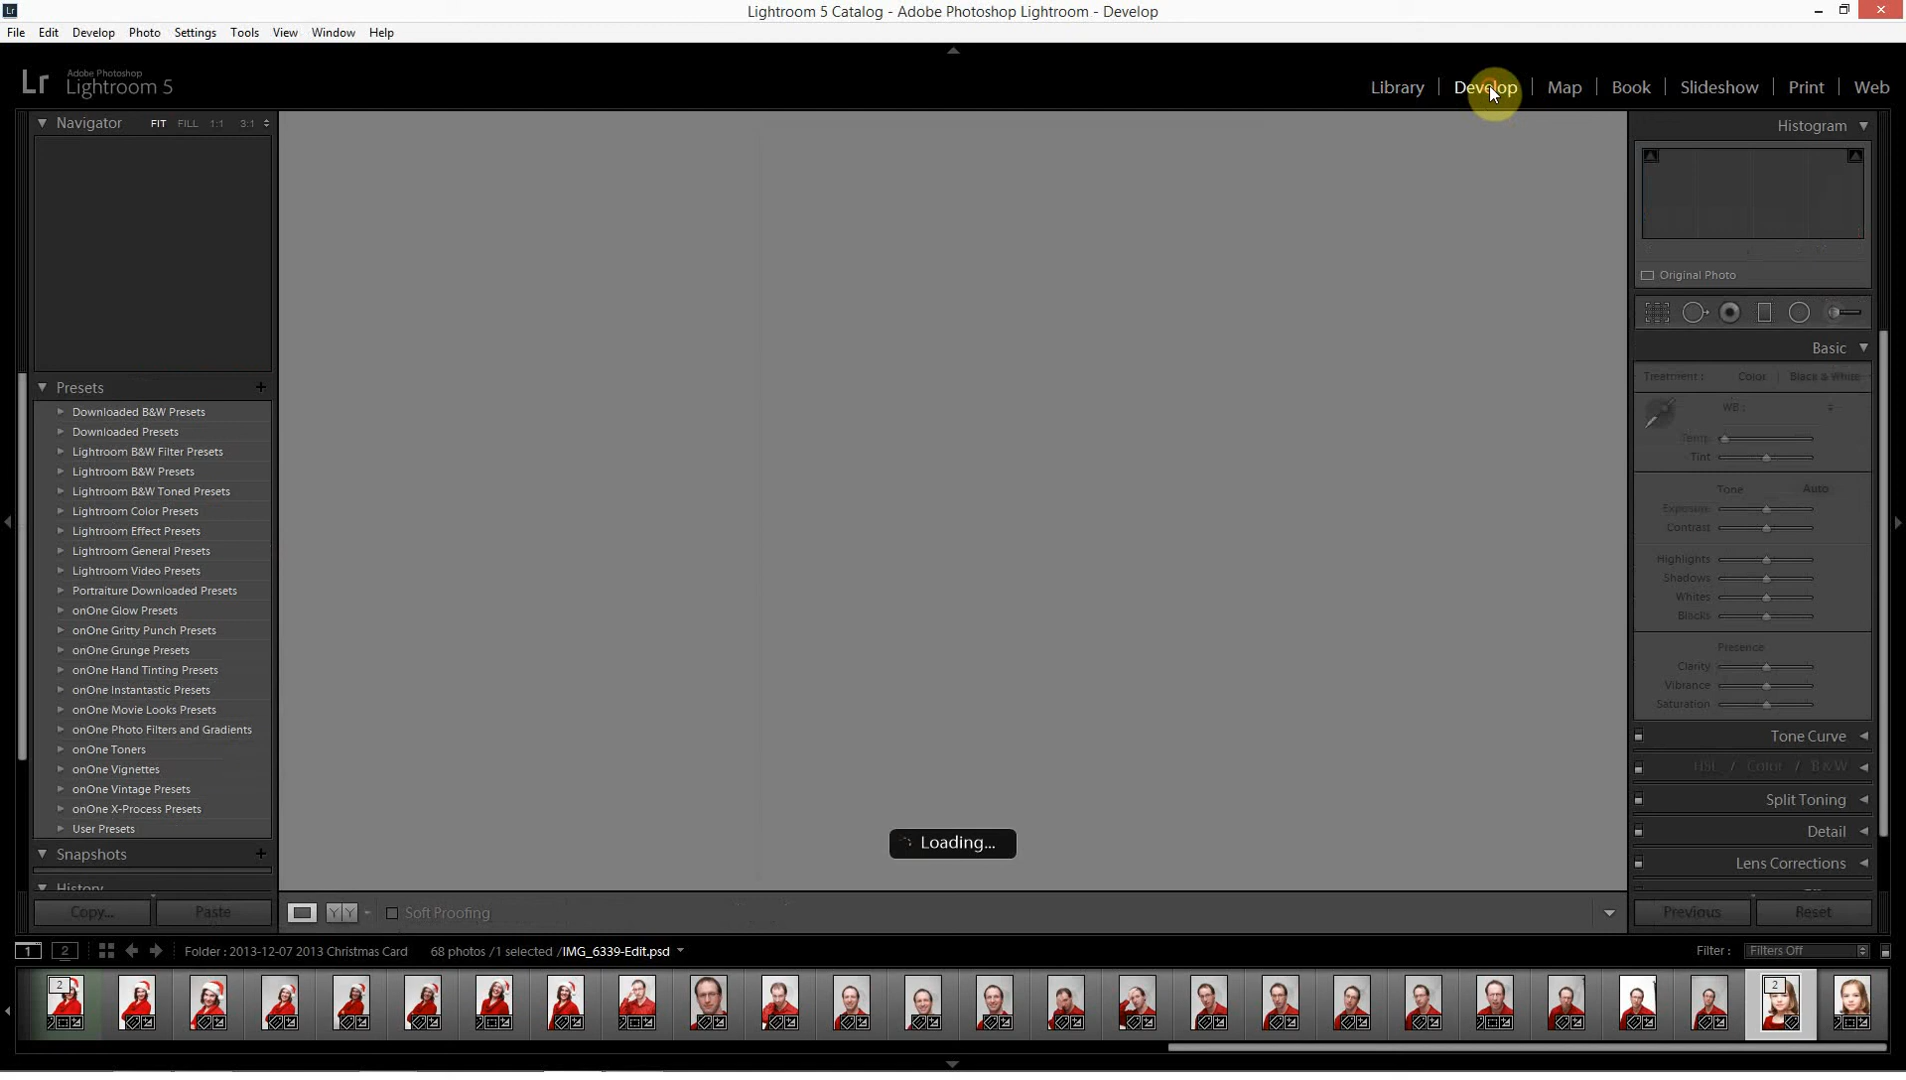 Lr
Lightroom 5 Catalog - Adobe Photoshop Lightroom - Develop
File Edit Develop Photo Settings Tools View Window Help
Lr Adobe Photoshop
Lightroom 5
Library | Develop | Map | Book | Slideshow | Print | Web
Navigator FIT FILL 1:1 3:1
Histogram
Original Photo
Basic
Treatment : Color | Black & White
WB :
Temp
Tint
Tone Auto
Exposure
Contrast
Highlights
Shadows
Whites
Blacks
Presence
Clarity
Vibrance
Saturation
Tone Curve
HSL / Color / B & W
Split Toning
Detail
Lens Corrections
Previous Reset
Presets +
Downloaded B&W Presets
Downloaded Presets
Lightroom B&W Filter Presets
Lightroom B&W Presets
Lightroom B&W Toned Presets
Lightroom Color Presets
Lightroom Effect Presets
Lightroom General Presets
Lightroom Video Presets
Portraiture Downloaded Presets
onOne Glow Presets
onOne Gritty Punch Presets
onOne Grunge Presets
onOne Hand Tinting Presets
onOne Instantastic Presets
onOne Movie Looks Presets
onOne Photo Filters and Gradients
onOne Toners
onOne Vignettes
onOne Vintage Presets
onOne X-Process Presets
User Presets
Snapshots +
History
Copy... Paste
Loading...
YY Soft Proofing
1 2 Folder : 2013-12-07 2013 Christmas Card 68 photos /1 selected /IMG_6339-Edit.psd
Filter : Filters Off
2
2